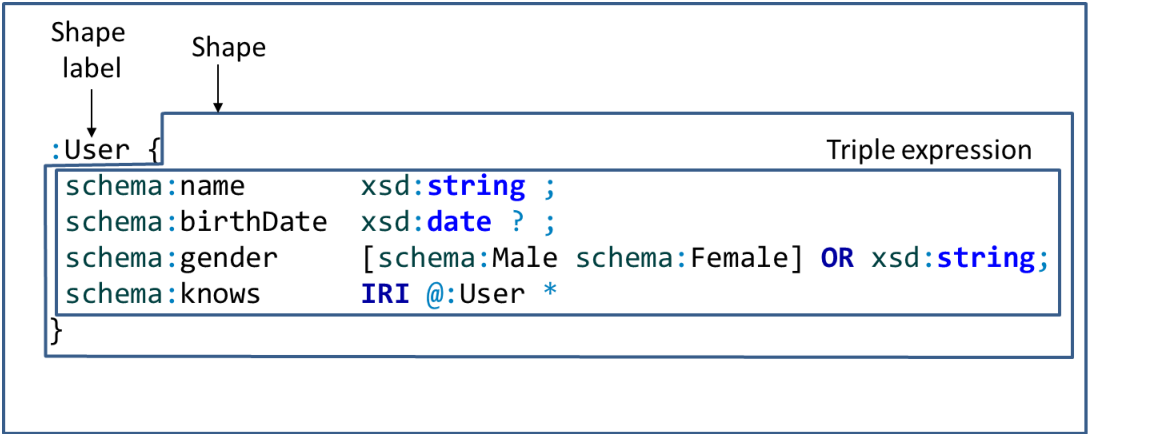 Shape
label
Shape
:User {
Triple expression
schema:name xsd:string ;
schema:birthDate xsd:date ? ;
schema:gender [schema:Male schema:Female] OR xsd:string;
schema:knows IRI @:User *
}